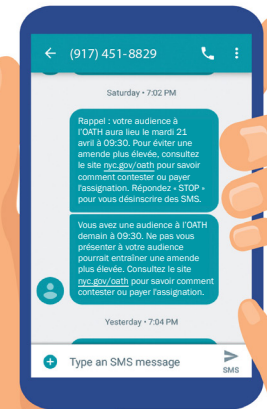 (917) 451-8829
Saturday • 7:02 PM
Rappel : votre audience à
l'OATH aura lieu le mardi 21
avril à 09:30. Pour éviter une
amende plus élevée, consultez
le site nyc.gov/oath pour savoir
comment contester ou payer
l'assignation. Répondez « STOP »
pour vous désinscrire des SMS.
Vous avez une audience à l'OATH
demain à 09:30. Ne pas vous
présenter à votre audience
pourrait entraîner une amende
plus élevée. Consultez le site
nyc.gov/oath pour savoir comment
contester ou payer l'assignation.
Yesterday • 7:04 PM
Type an SMS message
SMS